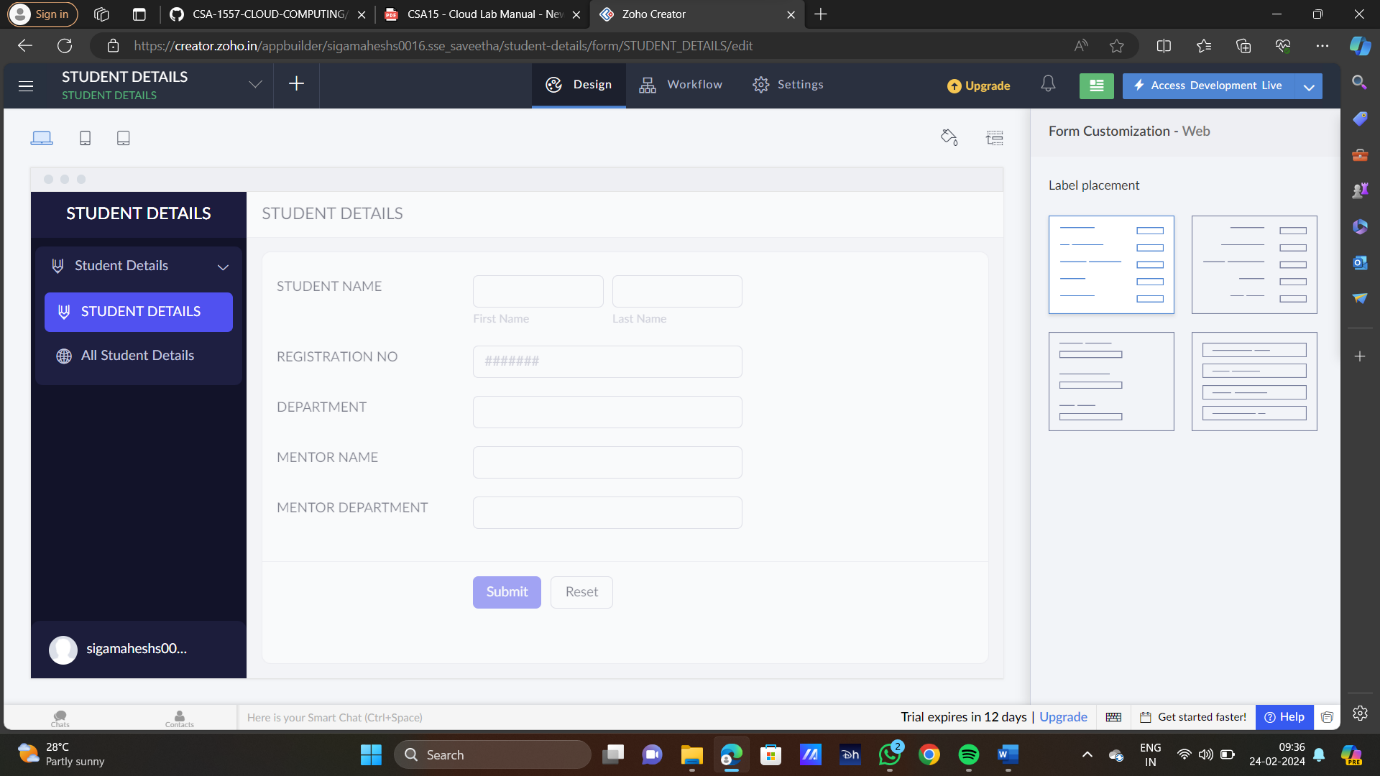 Sign in
CSA-1557-CLOUD-COMPUTING/
CSA15 - Cloud Lab Manual - Nev
Zoho Creator
https://creator.zoho.in/appbuilder/sigamaheshs0016.sse_saveetha/student-details/form/STUDENT_DETAILS/edit
STUDENT DETAILS
STUDENT DETAILS
Design
Workflow
Settings
Upgrade
Access Development Live
Form Customization - Web
Label placement
STUDENT DETAILS
STUDENT DETAILS
Student Details
STUDENT DETAILS
All Student Details
STUDENT NAME
First Name
Last Name
REGISTRATION NO
#######
DEPARTMENT
MENTOR NAME
MENTOR DEPARTMENT
Submit
Reset
sigamaheshs00...
Chats
Contacts
Here is your Smart Chat (Ctrl+Space)
Trial expires in 12 days | Upgrade
Get started faster!
Help
28°C
Partly sunny
Search
2
ENG
IN
09:36
24-02-2024